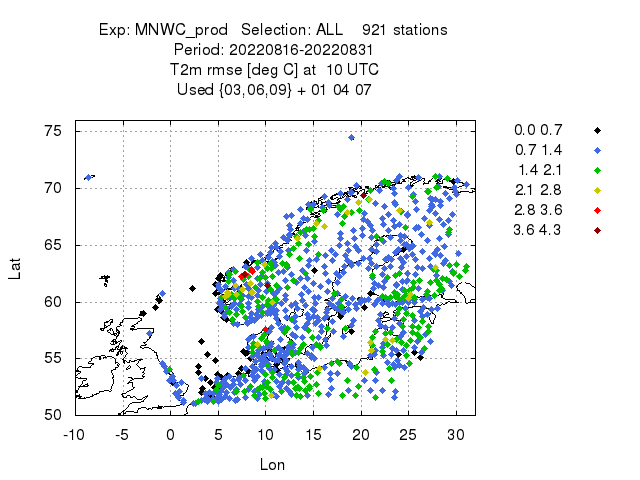 Exp: MNWC_prod   Selection: ALL    921 stations
Period: 20220816-20220831
T2m rmse [deg C] at  10 UTC
Used {03,06,09} + 01 04 07
0.0 0.7
0.7 1.4
1.4 2.1
2.1 2.8
2.8 3.6
3.6 4.3
75
70
65
60
55
50
Lat
-10 -5 0 5 10 15 20 25 30
Lon